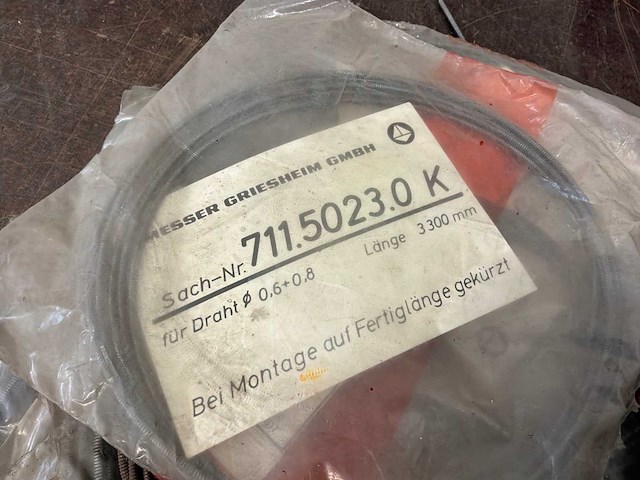 MESSER GRIESHEIM GMBH
Sach-Nr. 711.5023.0 K
für Draht ϕ 0,6+0,8 Länge 3300 mm
Bei Montage auf Fertiglänge gekürzt